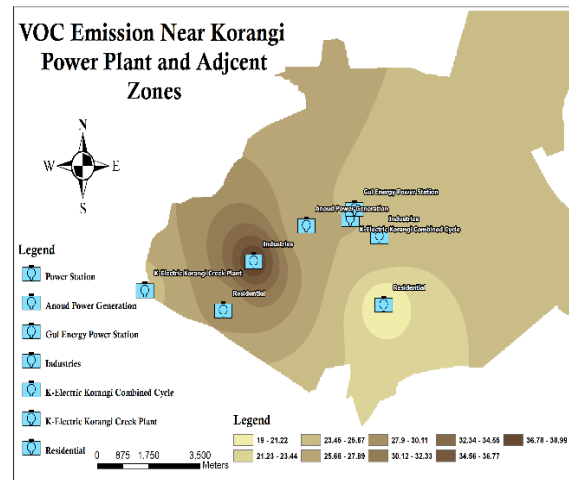 VOC Emission Near Korangi
Power Plant and Adjcent
Zones
N
W E
S
Gul Energy Power Station
Anoud Power Generation
Industries
K-Electric Korangi Combined Cycle
Industries
K-Electric Korangi Creek Plant
Residential
Residential
Legend
Power Station
Anoud Power Generation
Gul Energy Power Station
Industries
K-Electric Korangi Combined Cycle
K-Electric Korangi Creek Plant
Residential
0 875 1,750 3,500
Meters
Legend
19 - 21.22 23.45 - 25.67 27.9 - 30.11 32.34 - 34.55 36.78 - 38.99
21.23 - 23.44 25.68 - 27.89 30.12 - 32.33 34.56 - 36.77